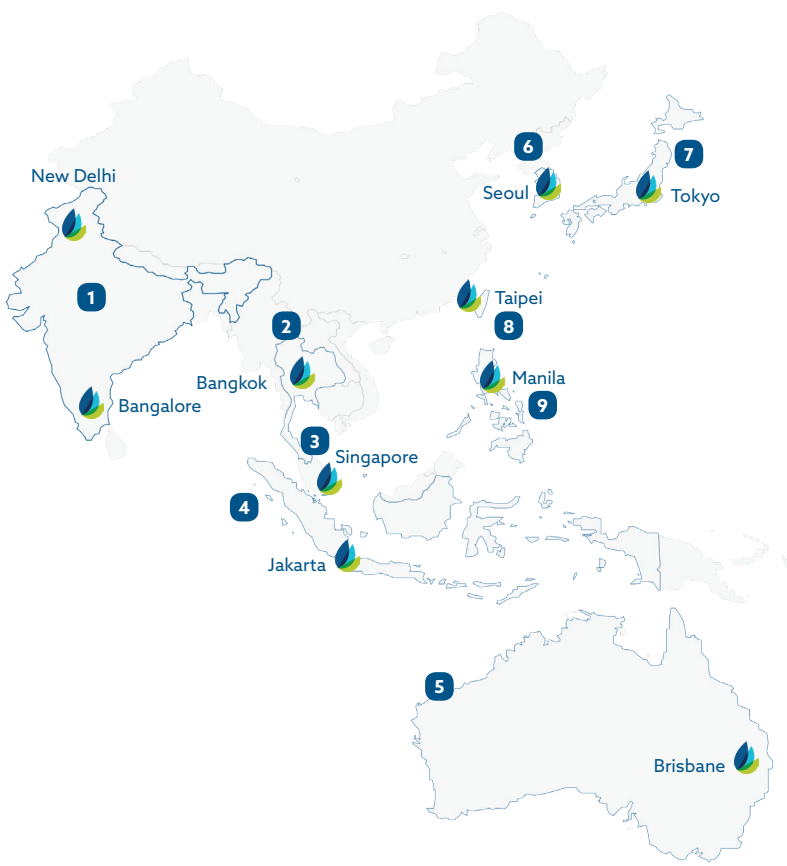 6
7
New Delhi
Seoul
Tokyo
1
Taipei
2
8
Bangkok
Manila
Bangalore
9
3
Singapore
4
Jakarta
5
Brisbane